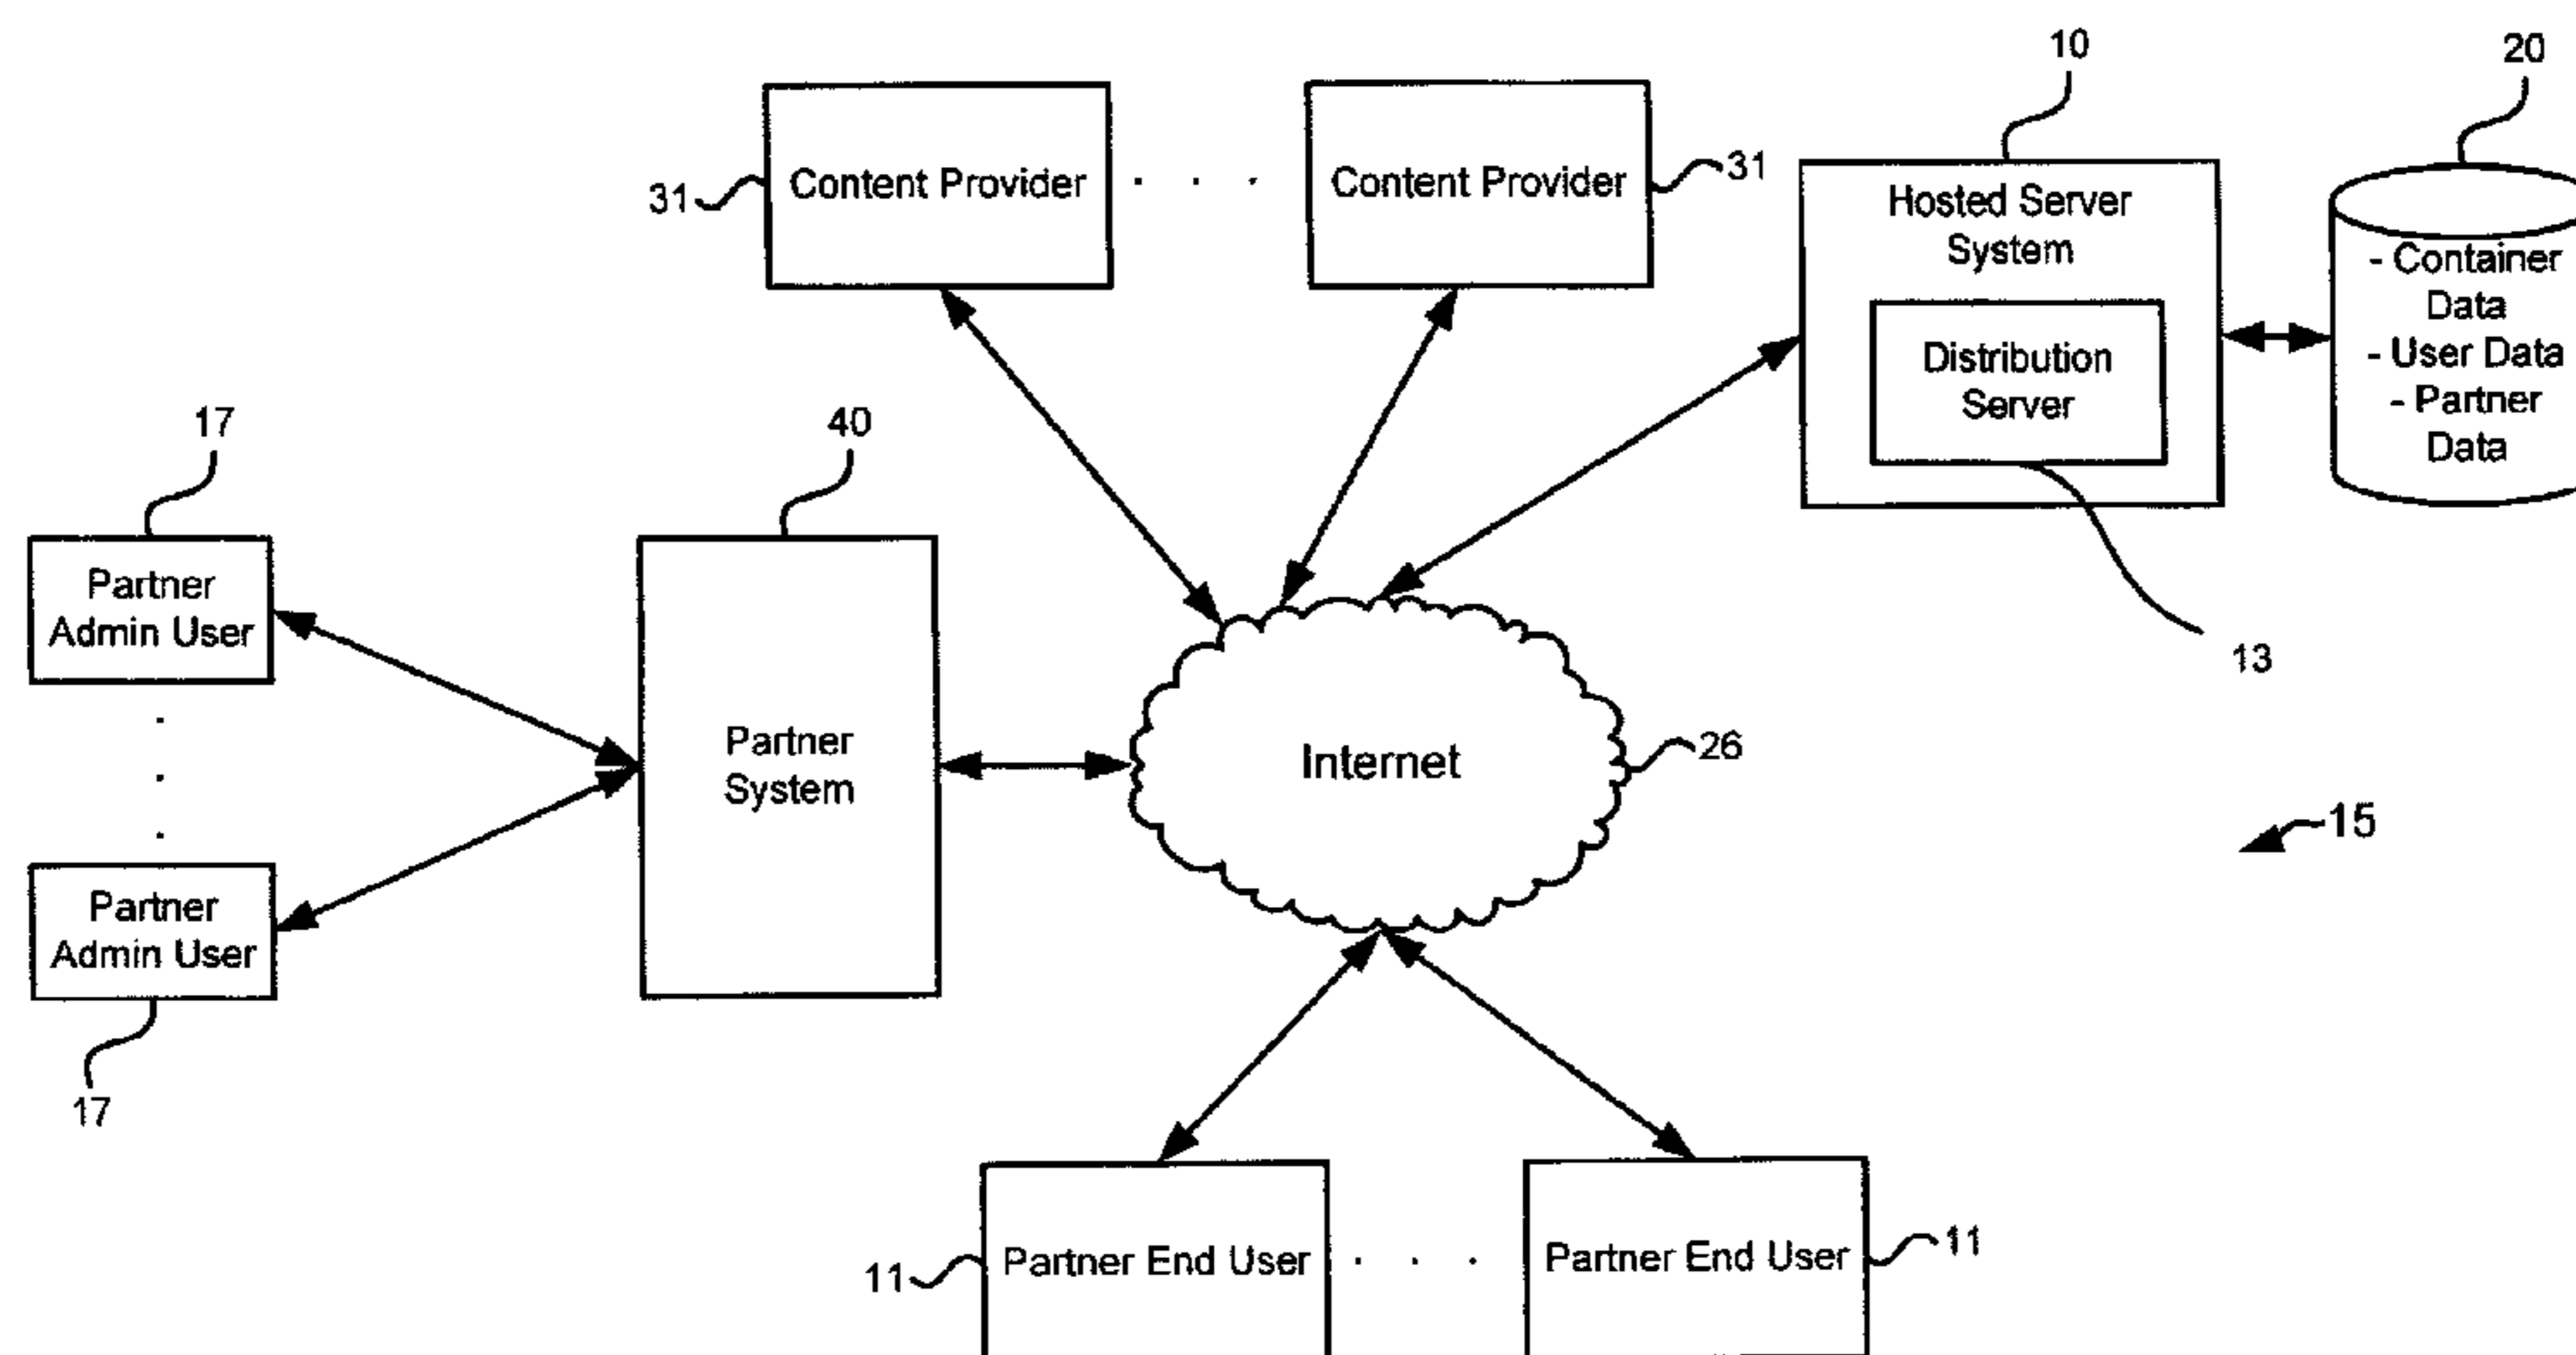 10
20
31
Content Provider
. . .
Content Provider
31
Hosted Server
System
Distribution
Server
13
- Container
Data
- User Data
- Partner
Data
17
Partner
Admin User
. . .
Partner
Admin User
17
40
Partner
System
Internet
26
15
11
Partner End User
. . .
Partner End User
11